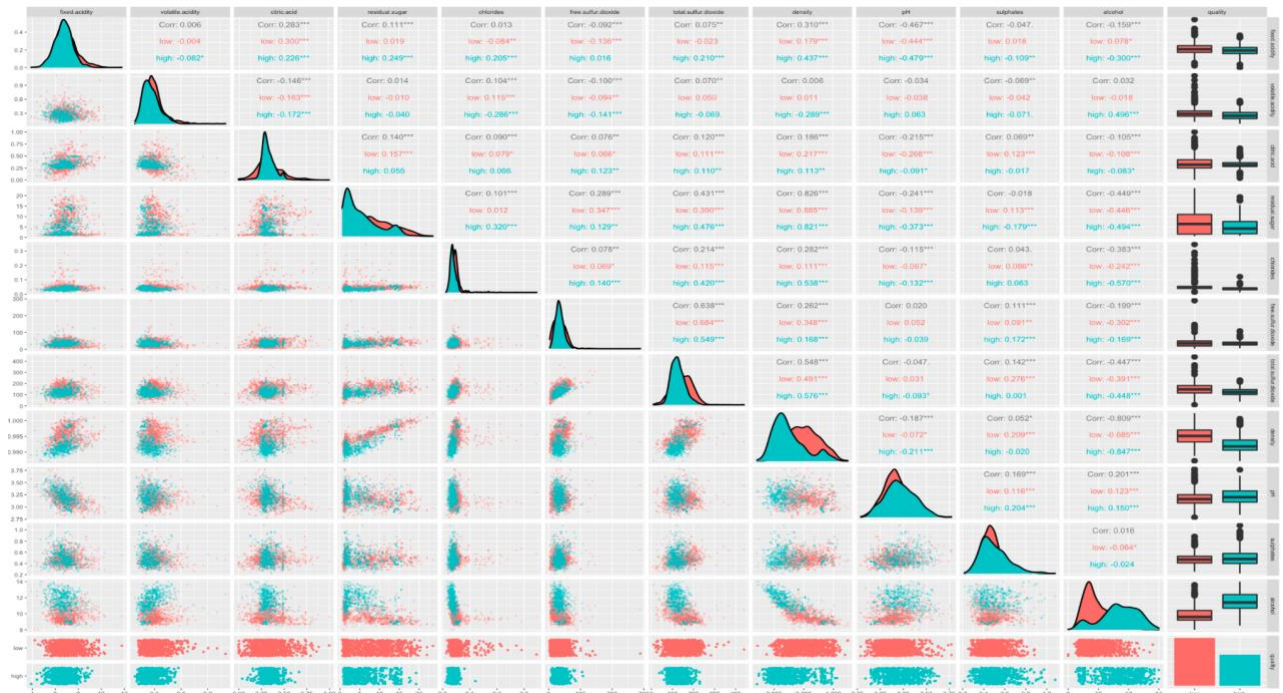 fixed.acidity volatile.acidity citric.acid residual.sugar chlorides free.sulfur.dioxide total.sulfur.dioxide density pH sulphates alcohol quality
Corr: 0.006 Corr: 0.283*** Corr: 0.111*** Corr: 0.013 Corr: -0.092*** Corr: 0.075** Corr: 0.310*** Corr: -0.467*** Corr: -0.047. Corr: -0.159***
low: -0.004 low: 0.300*** low: 0.019 low: -0.084** low: -0.136*** low: -0.023 low: 0.179*** low: -0.444*** low: 0.018 low: 0.078*
high: -0.082* high: 0.226*** high: 0.249*** high: 0.205*** high: 0.016 high: 0.210*** high: 0.437*** high: -0.479*** high: -0.109** high: -0.300***
Corr: -0.146*** Corr: 0.014 Corr: 0.104*** Corr: -0.100*** Corr: 0.070** Corr: 0.006 Corr: -0.034 Corr: -0.069** Corr: 0.032
low: -0.163*** low: -0.010 low: 0.115*** low: -0.094** low: 0.050 low: 0.011 low: -0.038 low: -0.042 low: -0.018
high: -0.172*** high: -0.040 high: -0.286*** high: -0.141*** high: -0.069. high: -0.289*** high: 0.063 high: -0.071. high: 0.496***
Corr: 0.140*** Corr: 0.090*** Corr: 0.076** Corr: 0.120*** Corr: 0.186*** Corr: -0.215*** Corr: 0.069** Corr: -0.105***
low: 0.157*** low: 0.079* low: 0.066* low: 0.111*** low: 0.217*** low: -0.268*** low: 0.123*** low: -0.108***
high: 0.055 high: 0.066 high: 0.123** high: 0.110** high: 0.113** high: -0.091* high: -0.017 high: -0.083*
Corr: 0.101*** Corr: 0.289*** Corr: 0.431*** Corr: 0.826*** Corr: -0.241*** Corr: -0.018 Corr: -0.449***
low: 0.012 low: 0.347*** low: 0.390*** low: 0.885*** low: -0.139*** low: 0.113*** low: -0.446***
high: 0.320*** high: 0.129** high: 0.476*** high: 0.821*** high: -0.373*** high: -0.179*** high: -0.494***
Corr: 0.078** Corr: 0.214*** Corr: 0.282*** Corr: -0.115*** Corr: 0.043. Corr: -0.383***
low: 0.069* low: 0.115*** low: 0.111*** low: -0.067* low: 0.086** low: -0.242***
high: 0.140*** high: 0.420*** high: 0.538*** high: -0.132*** high: 0.063 high: -0.570***
Corr: 0.638*** Corr: 0.262*** Corr: 0.020 Corr: 0.111*** Corr: -0.199***
low: 0.684*** low: 0.348*** low: 0.052 low: 0.091** low: -0.302***
high: 0.549*** high: 0.168*** high: -0.039 high: 0.172*** high: -0.169***
Corr: 0.548*** Corr: -0.047. Corr: 0.142*** Corr: -0.447***
low: 0.491*** low: 0.031 low: 0.276*** low: -0.391***
high: 0.576*** high: -0.093* high: 0.001 high: -0.448***
Corr: -0.187*** Corr: 0.052* Corr: -0.809***
low: -0.072* low: 0.209*** low: -0.685***
high: -0.211*** high: -0.020 high: -0.847***
Corr: 0.169*** Corr: 0.201***
low: 0.116*** low: 0.123***
high: 0.204*** high: 0.150***
Corr: 0.016
low: -0.064*
high: -0.024
low
high